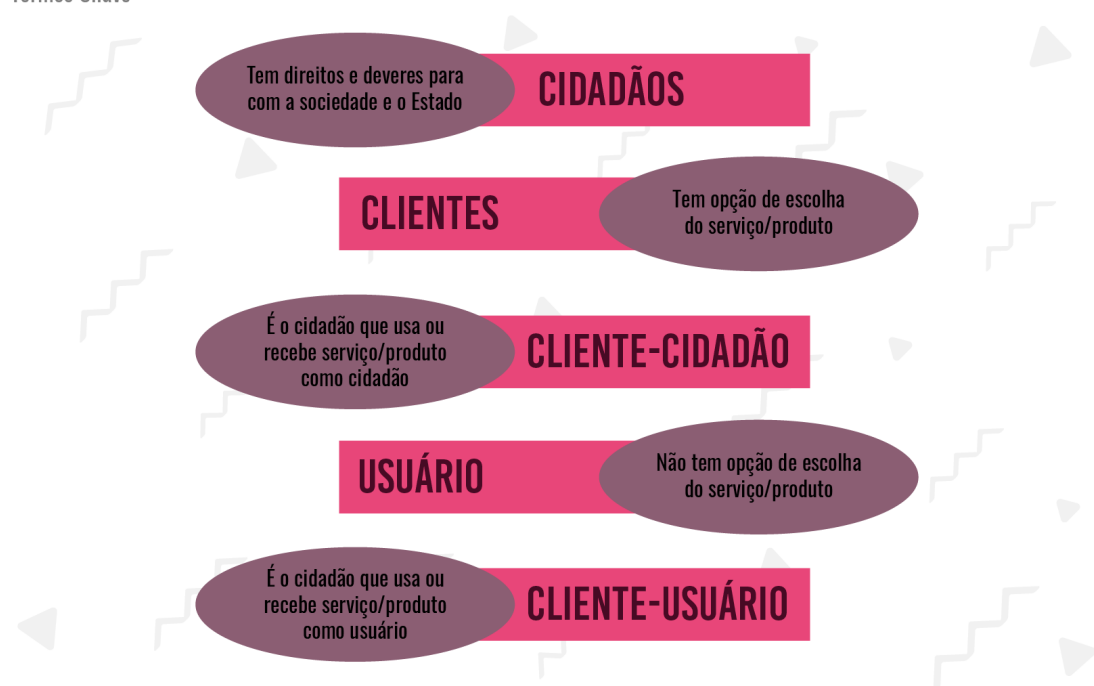 Termos Chave
Tem direitos e deveres para
com a sociedade e o Estado
CIDADÃOS
CLIENTES
Tem opção de escolha
do serviço/produto
É o cidadão que usa ou
recebe serviço/produto
como cidadão
CLIENTE-CIDADÃO
USUÁRIO
Não tem opção de escolha
do serviço/produto
É o cidadão que usa ou
recebe serviço/produto
como usuário
CLIENTE-USUÁRIO